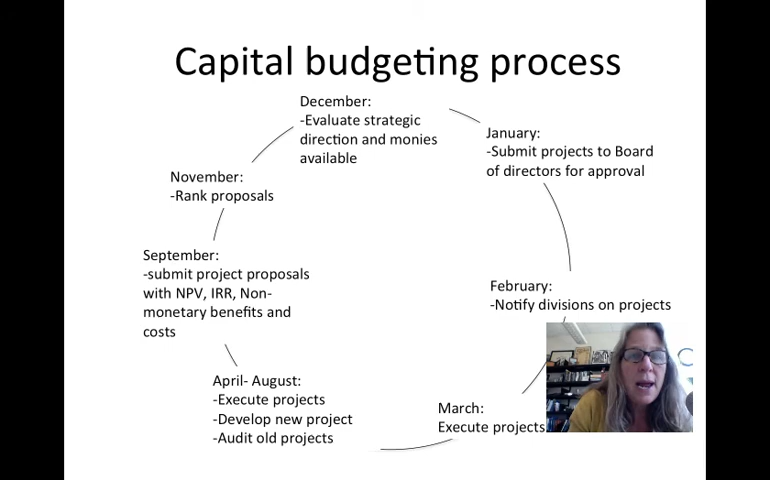 Capital budgeting process
December:
-Evaluate strategic
direction and monies
available
January:
-Submit projects to Board
of directors for approval
February:
-Notify divisions on projects
March:
Execute projects
April- August:
-Execute projects
-Develop new project
-Audit old projects
September:
-submit project proposals
with NPV, IRR, Non-
monetary benefits and
costs
November:
-Rank proposals